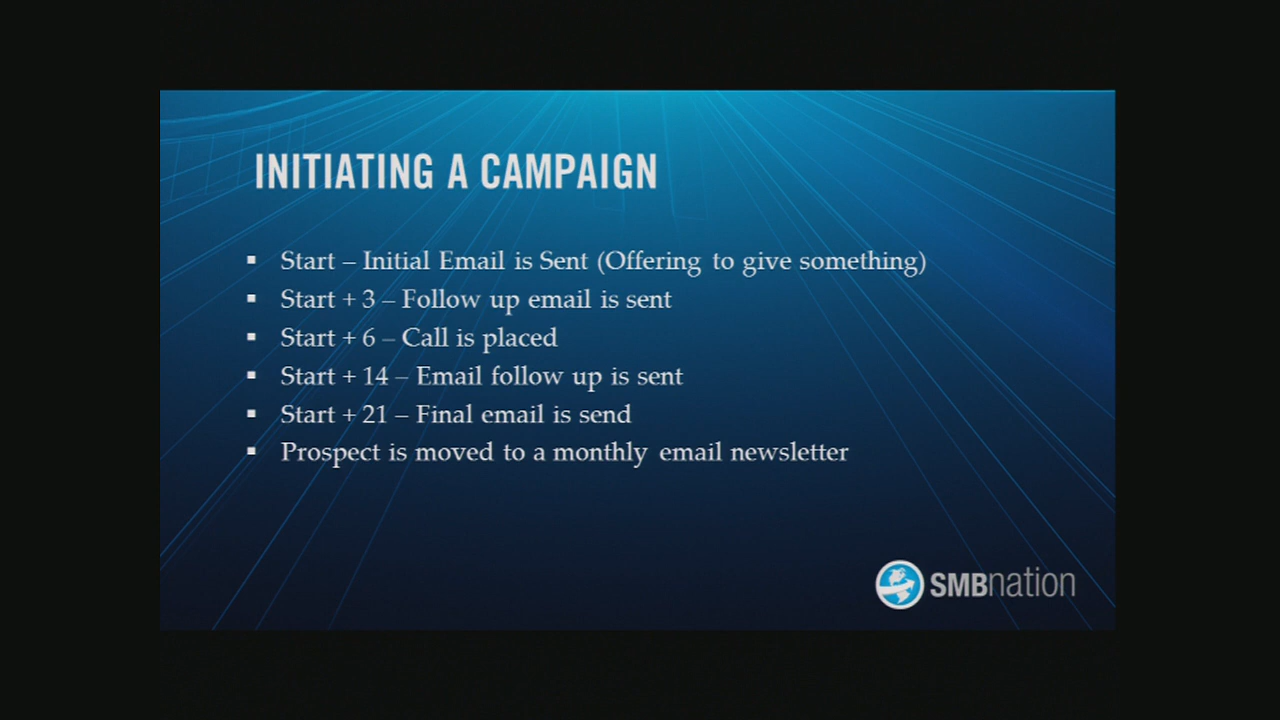 INITIATING A CAMPAIGN
▪ Start – Initial Email is Sent (Offering to give something)
▪ Start + 3 – Follow up email is sent
▪ Start + 6 – Call is placed
▪ Start + 14 – Email follow up is sent
▪ Start + 21 – Final email is send
▪ Prospect is moved to a monthly email newsletter
SMBnation